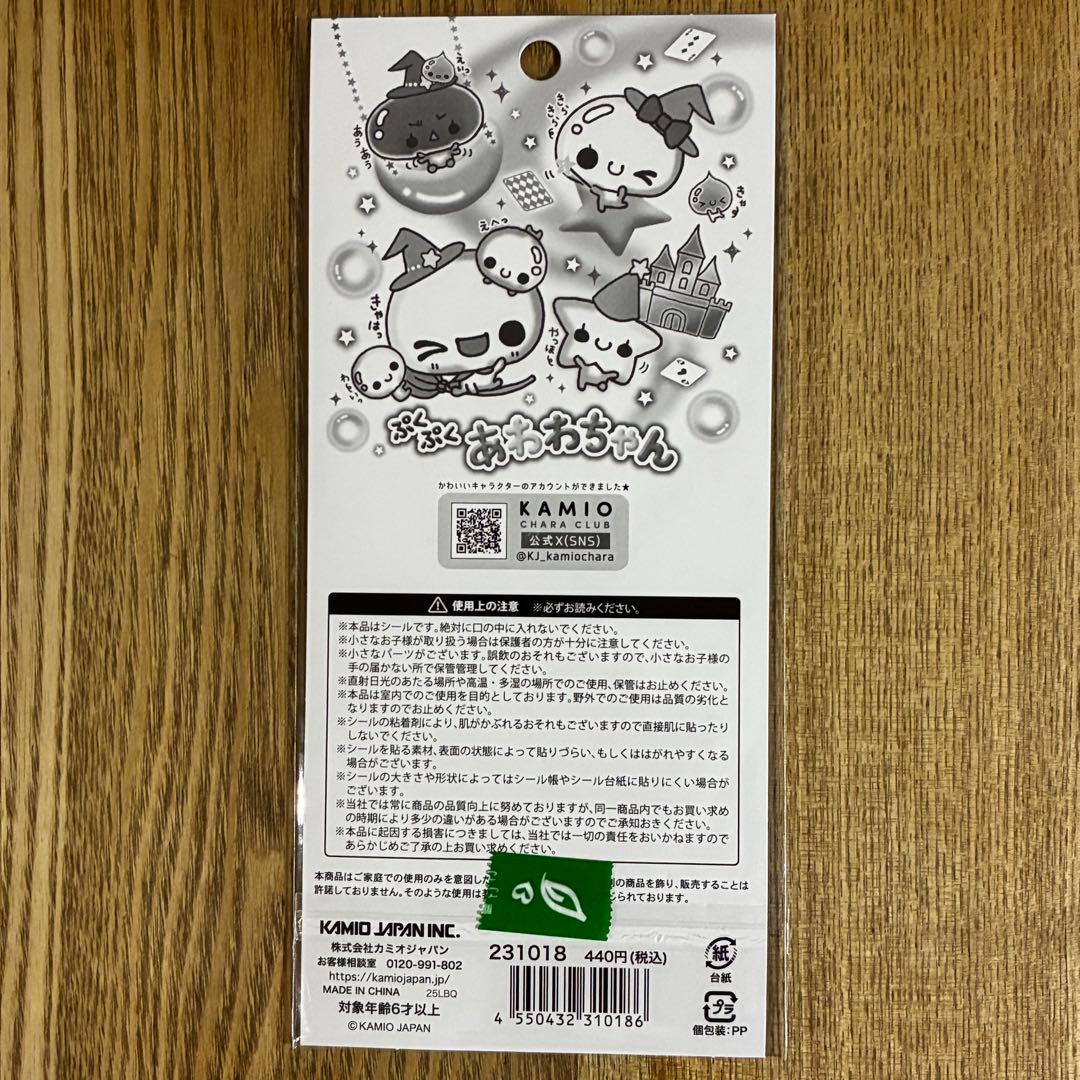 えいっ
あぅあぅ
きらきら〜
きゃ〜
えへっ
きゃはっ
やっほ〜
ぷくぷく
あわわちゃん
かわいいキャラクターのアカウントができました★
KAMIO
CHARA CLUB
公式X(SNS)
@KJ_kamiochara
使用上の注意 ※必ずお読みください。
※本品はシールです。絶対に口の中に入れないでください。
※小さなお子様が取り扱う場合は保護者の方が十分に注意してください。
※小さなパーツがございます。誤飲のおそれもございますので、小さなお子様の
手の届かない所で保管管理してください。
※直射日光のあたる場所や高温・多湿の場所でのご使用、保管はお止めください。
※本品は室内でのご使用を目的としております。野外でのご使用は品質の劣化と
なりますのでお止めください。
※シールの粘着剤により、肌がかぶれるおそれもございますので直接肌に貼ったり
しないでください。
※シールを貼る素材、表面の状態によって貼りづらい、もしくははがれやすくなる
場合がございます。
※シールの大きさや形状によってはシール帳やシール台紙に貼りにくい場合が
ございます。
※当社では常に商品の品質向上に努めておりますが、同一商品内でもお買い求め
の時期により多少の違いがある場合がございますのでご承知おきください。
※本品に起因する損害につきましては、当社では一切の責任をおいかねますので
あらかじめご了承の上お買い求めください。
本商品はご家庭での使用のみを意図した の商品を飾り、販売することは
許諾しておりません。そのような使用は られております。
KAMIO JAPAN INC.
株式会社カミオジャパン
お客様相談室 0120-991-802
https://kamiojapan.jp/
MADE IN CHINA 25LBQ
対象年齢6才以上
©KAMIO JAPAN
231018 440円(税込)
4 550432 310186
紙
台紙
プラ
個包装:PP